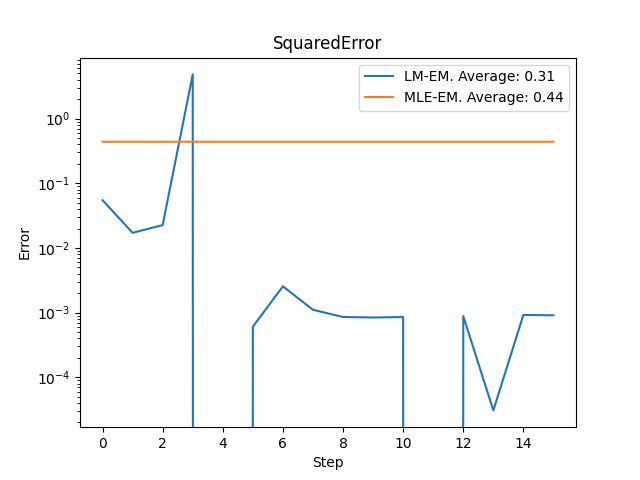 SquaredError
LM-EM. Average: 0.31
MLE-EM. Average: 0.44
10^0
10^-1
10^-2
10^-3
10^-4
Error
0 2 4 6 8 10 12 14
Step